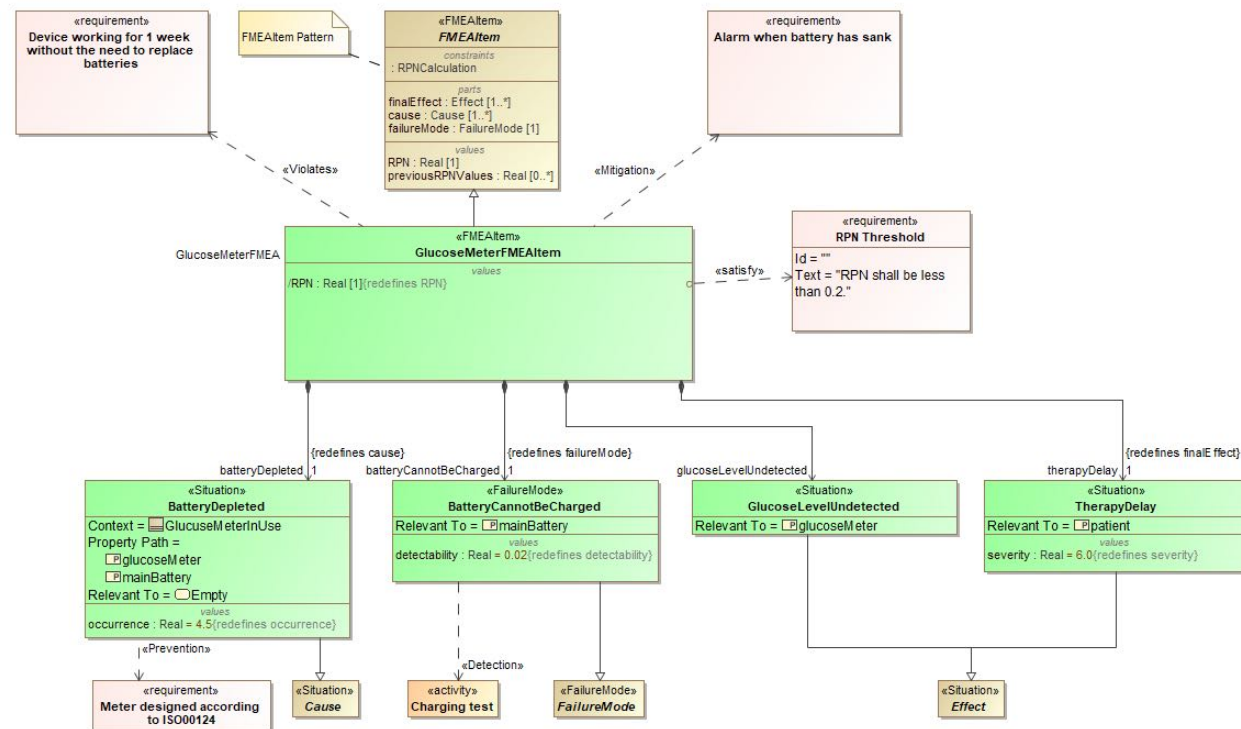 «requirement»
Device working for 1 week
without the need to replace
batteries
FMEAItem Pattern
«FMEAItem»
FMEAItem
constraints
: RPNCalculation
parts
finalEffect : Effect [1..*]
cause : Cause [1..*]
failureMode : FailureMode [1]
values
RPN : Real [1]
previousRPNValues : Real [0..*]
«requirement»
Alarm when battery has sank
«Violates»
«Mitigation»
GlucoseMeterFMEA
«FMEAItem»
GlucoseMeterFMEAItem
values
/RPN : Real [1]{redefines RPN}
«satisfy»
«requirement»
RPN Threshold
Id = ""
Text = "RPN shall be less
than 0.2."
{redefines cause}
batteryDepleted 1
{redefines failureMode}
batteryCannotBeCharged 1
glucoseLevelUndetected
{redefines finalEffect}
therapyDelay 1
«Situation»
BatteryDepleted
Context = GlucuseMeterInUse
Property Path =
P glucoseMeter
P mainBattery
Relevant To = Empty
values
occurrence : Real = 4.5{redefines occurrence}
«FailureMode»
BatteryCannotBeCharged
Relevant To = P mainBattery
values
detectability : Real = 0.02{redefines detectability}
«Situation»
GlucoseLevelUndetected
Relevant To = P glucoseMeter
«Situation»
TherapyDelay
Relevant To = P patient
values
severity : Real = 6.0{redefines severity}
«Prevention»
«Detection»
«requirement»
Meter designed according
to ISO00124
«Situation»
Cause
«activity»
Charging test
«FailureMode»
FailureMode
«Situation»
Effect